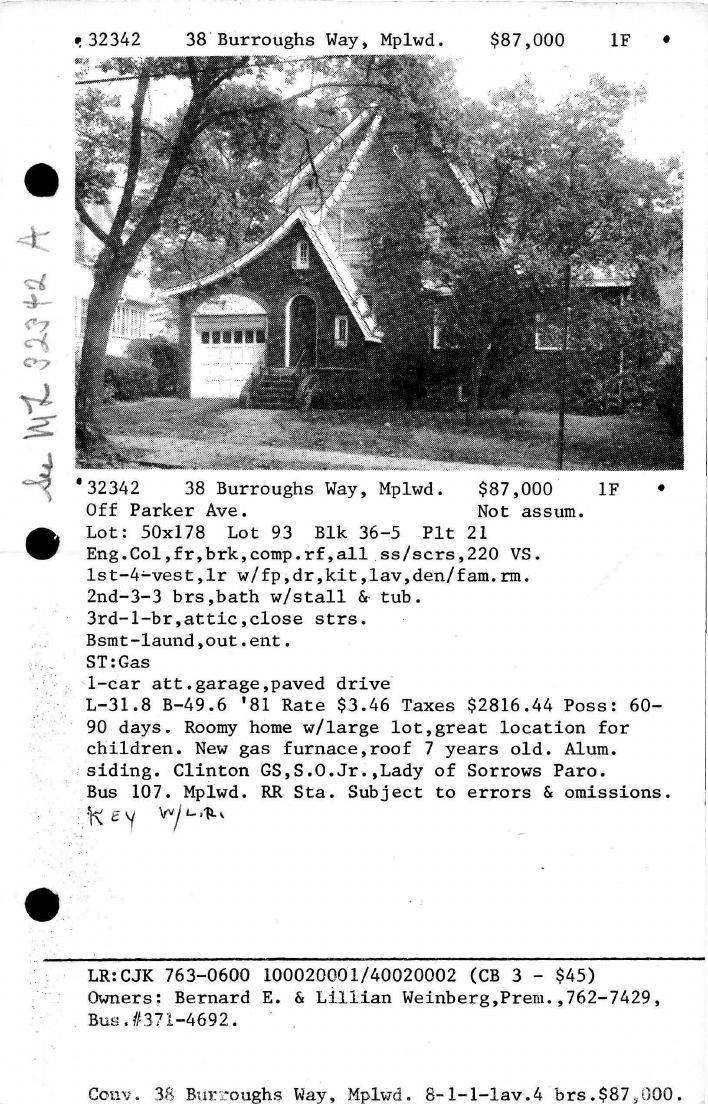 32342 38 Burroughs Way, Mplwd. $87,000 1F
See ML 32342 A
32342 38 Burroughs Way, Mplwd. $87,000 1F
Off Parker Ave. Not assum.
Lot: 50x178 Lot 93 Blk 36-5 Plt 21
Eng.Col,fr,brk,comp.rf,all ss/scrs,220 VS.
1st-4-vest,lr w/fp,dr,kit,lav,den/fam.rm.
2nd-3-3 brs,bath w/stall & tub.
3rd-1-br,attic,close strs.
Bsmt-laund,out.ent.
ST:Gas
1-car att.garage,paved drive
L-31.8 B-49.6 '81 Rate $3.46 Taxes $2816.44 Poss: 60-
90 days. Roomy home w/large lot,great location for
children. New gas furnace,roof 7 years old. Alum.
siding. Clinton GS,S.O.Jr.,Lady of Sorrows Paro.
Bus 107. Mplwd. RR Sta. Subject to errors & omissions.
KEY W/L.R.
LR:CJK 763-0600 100020001/40020002 (CB 3 - $45)
Owners: Bernard E. & Lillian Weinberg,Prem.,762-7429,
Bus.#371-4692.
Conv. 38 Burroughs Way, Mplwd. 8-1-1-lav.4 brs.$87,000.